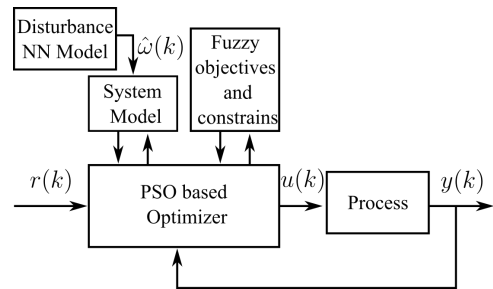 Disturbance
NN Model
ω̂(k)
Fuzzy
objectives
and
constrains
System
Model
r(k)
PSO based
Optimizer
u(k)
Process
y(k)